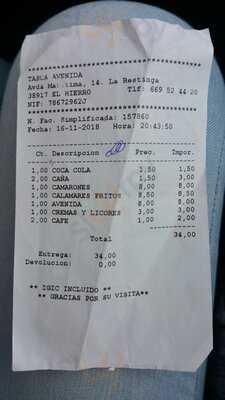 TASCA AVENIDA
Avda Marítima, 14. La Restinga
38917 EL HIERRO Tlf: 669 52 44 20
NIF: 78672962J
N. Fac. Simplificada: 157860
Fecha: 16-11-2018 Hora: 20:43:50
Ct. Descripcion Prec. Impor.
1,00 COCA COLA 1,50 1,50
2,00 CAÑA 1,50 3,00
1,00 CAMARONES 8,00 8,00
1,00 CALAMARES FRITOS 8,50 8,50
1,00 AVENIDA 8,00 8,00
1,00 CREMAS Y LICORES 3,00 3,00
2,00 CAFE 1,00 2,00
34,00
Total
Entrega: 34,00
Devolucion: 0,00
** IGIC INCLUIDO **
** GRACIAS POR SU VISITA**